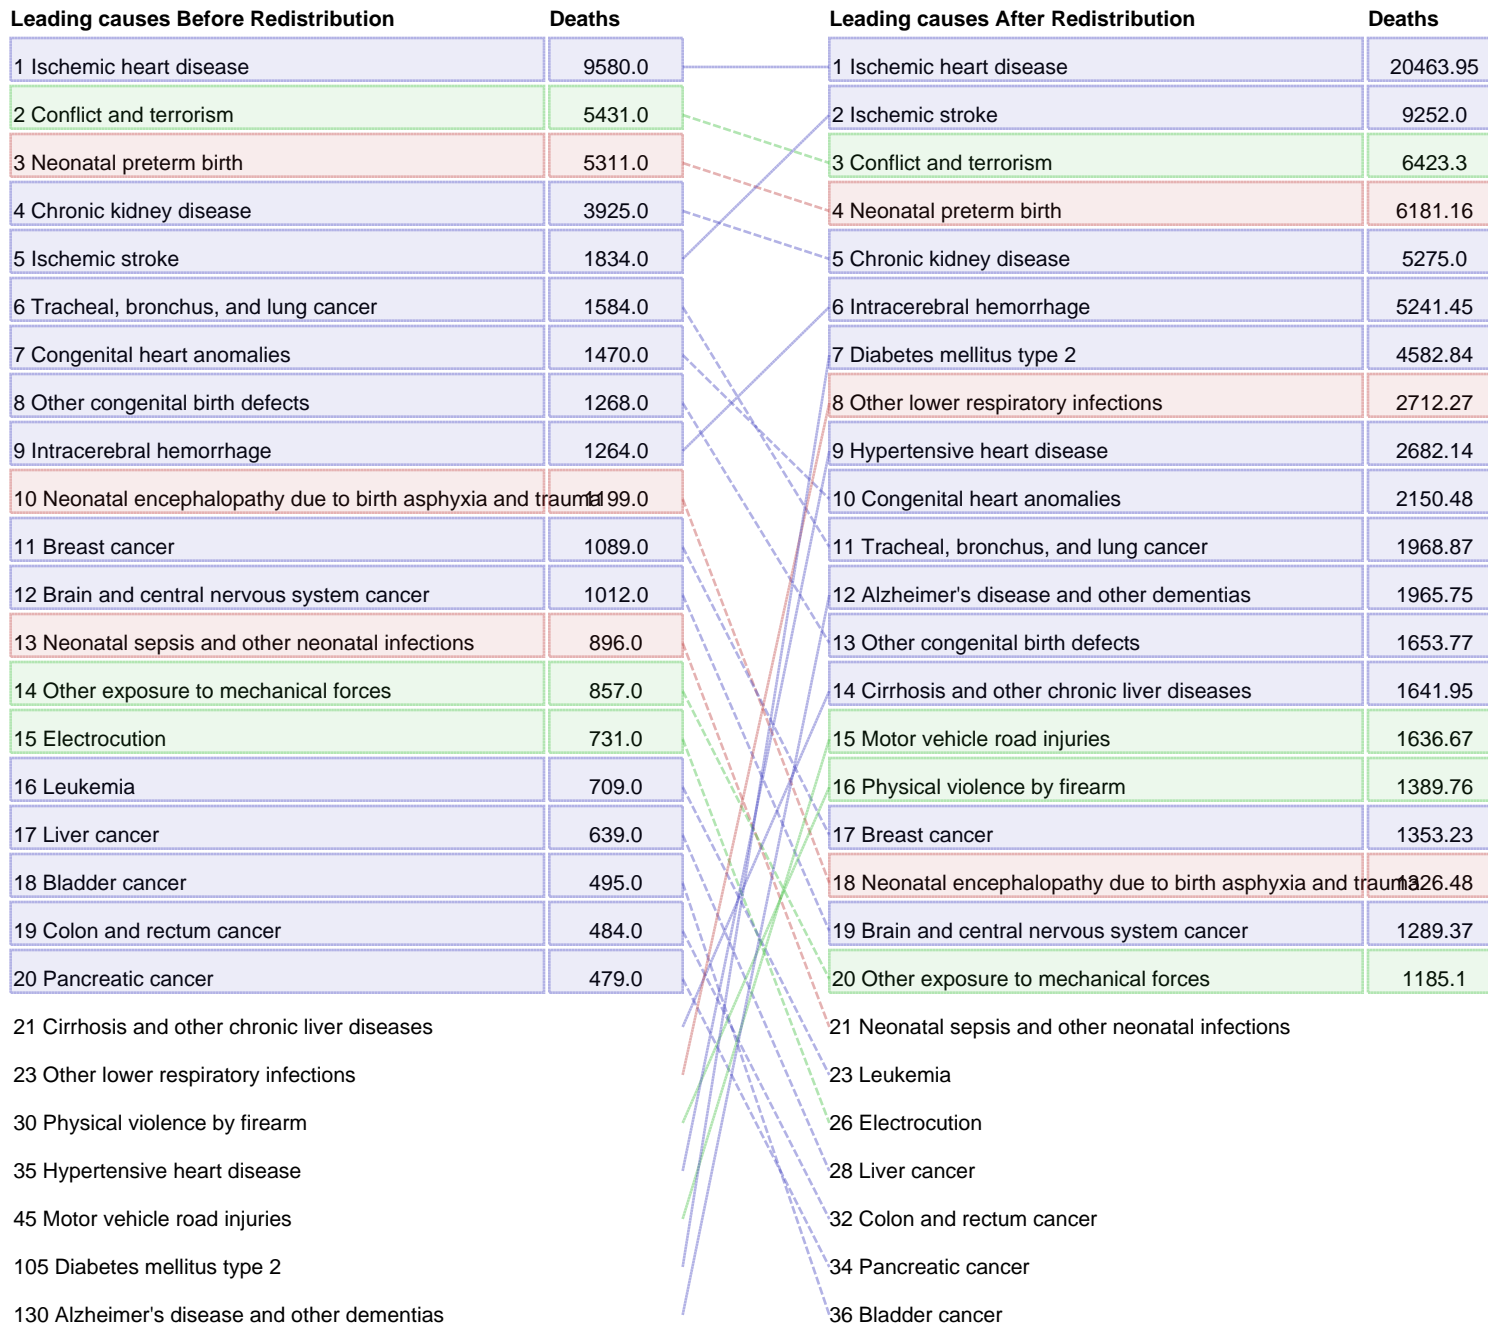 Leading causes Before Redistribution Deaths Leading causes After Redistribution Deaths
1 Ischemic heart disease 9580.0 1 Ischemic heart disease 20463.95
2 Conflict and terrorism 5431.0 2 Ischemic stroke 9252.0
3 Neonatal preterm birth 5311.0 3 Conflict and terrorism 6423.3
4 Chronic kidney disease 3925.0 4 Neonatal preterm birth 6181.16
5 Ischemic stroke 1834.0 5 Chronic kidney disease 5275.0
6 Tracheal, bronchus, and lung cancer 1584.0 6 Intracerebral hemorrhage 5241.45
7 Congenital heart anomalies 1470.0 7 Diabetes mellitus type 2 4582.84
8 Other congenital birth defects 1268.0 8 Other lower respiratory infections 2712.27
9 Intracerebral hemorrhage 1264.0 9 Hypertensive heart disease 2682.14
10 Neonatal encephalopathy due to birth asphyxia and trauma 1199.0 10 Congenital heart anomalies 2150.48
11 Breast cancer 1089.0 11 Tracheal, bronchus, and lung cancer 1968.87
12 Brain and central nervous system cancer 1012.0 12 Alzheimer's disease and other dementias 1965.75
13 Neonatal sepsis and other neonatal infections 896.0 13 Other congenital birth defects 1653.77
14 Other exposure to mechanical forces 857.0 14 Cirrhosis and other chronic liver diseases 1641.95
15 Electrocution 731.0 15 Motor vehicle road injuries 1636.67
16 Leukemia 709.0 16 Physical violence by firearm 1389.76
17 Liver cancer 639.0 17 Breast cancer 1353.23
18 Bladder cancer 495.0 18 Neonatal encephalopathy due to birth asphyxia and trauma 1326.48
19 Colon and rectum cancer 484.0 19 Brain and central nervous system cancer 1289.37
20 Pancreatic cancer 479.0 20 Other exposure to mechanical forces 1185.1
21 Cirrhosis and other chronic liver diseases 21 Neonatal sepsis and other neonatal infections
23 Other lower respiratory infections 23 Leukemia
30 Physical violence by firearm 26 Electrocution
35 Hypertensive heart disease 28 Liver cancer
45 Motor vehicle road injuries 32 Colon and rectum cancer
105 Diabetes mellitus type 2 34 Pancreatic cancer
130 Alzheimer's disease and other dementias 36 Bladder cancer